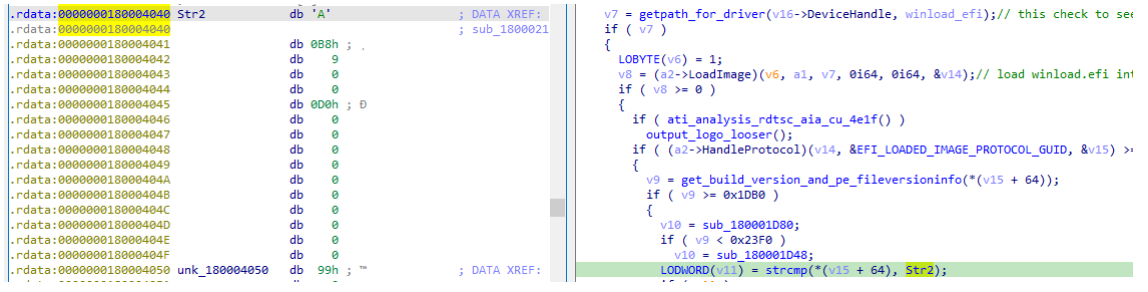 .rdata:0000000180004040 Str2 db 'A' ; DATA XREF:
.rdata:0000000180004040 ; sub_1800021
.rdata:0000000180004041 db 0B8h ; ¸
.rdata:0000000180004042 db 9
.rdata:0000000180004043 db 0
.rdata:0000000180004044 db 0
.rdata:0000000180004045 db 0D0h ; Ð
.rdata:0000000180004046 db 0
.rdata:0000000180004047 db 0
.rdata:0000000180004048 db 0
.rdata:0000000180004049 db 0
.rdata:000000018000404A db 0
.rdata:000000018000404B db 0
.rdata:000000018000404C db 0
.rdata:000000018000404D db 0
.rdata:000000018000404E db 0
.rdata:000000018000404F db 0
.rdata:0000000180004050 unk_180004050 db 99h ; ™ ; DATA XREF:
v7 = getpath_for_driver(v16->DeviceHandle, winload_efi);// this check to see
if ( v7 )
{
LOBYTE(v6) = 1;
v8 = (a2->LoadImage)(v6, a1, v7, 0i64, 0i64, &v14);// load winload.efi int
if ( v8 >= 0 )
{
if ( ati_analysis_rdtsc_aia_cu_4e1f() )
output_logo_looser();
if ( (a2->HandleProtocol)(v14, &EFI_LOADED_IMAGE_PROTOCOL_GUID, &v15) >=
{
v9 = get_build_version_and_pe_fileversioninfo(*(v15 + 64));
if ( v9 >= 0x1DB0 )
{
v10 = sub_180001D80;
if ( v9 < 0x23F0 )
v10 = sub_180001D48;
LODWORD(v11) = strcmp(*(v15 + 64), Str2);